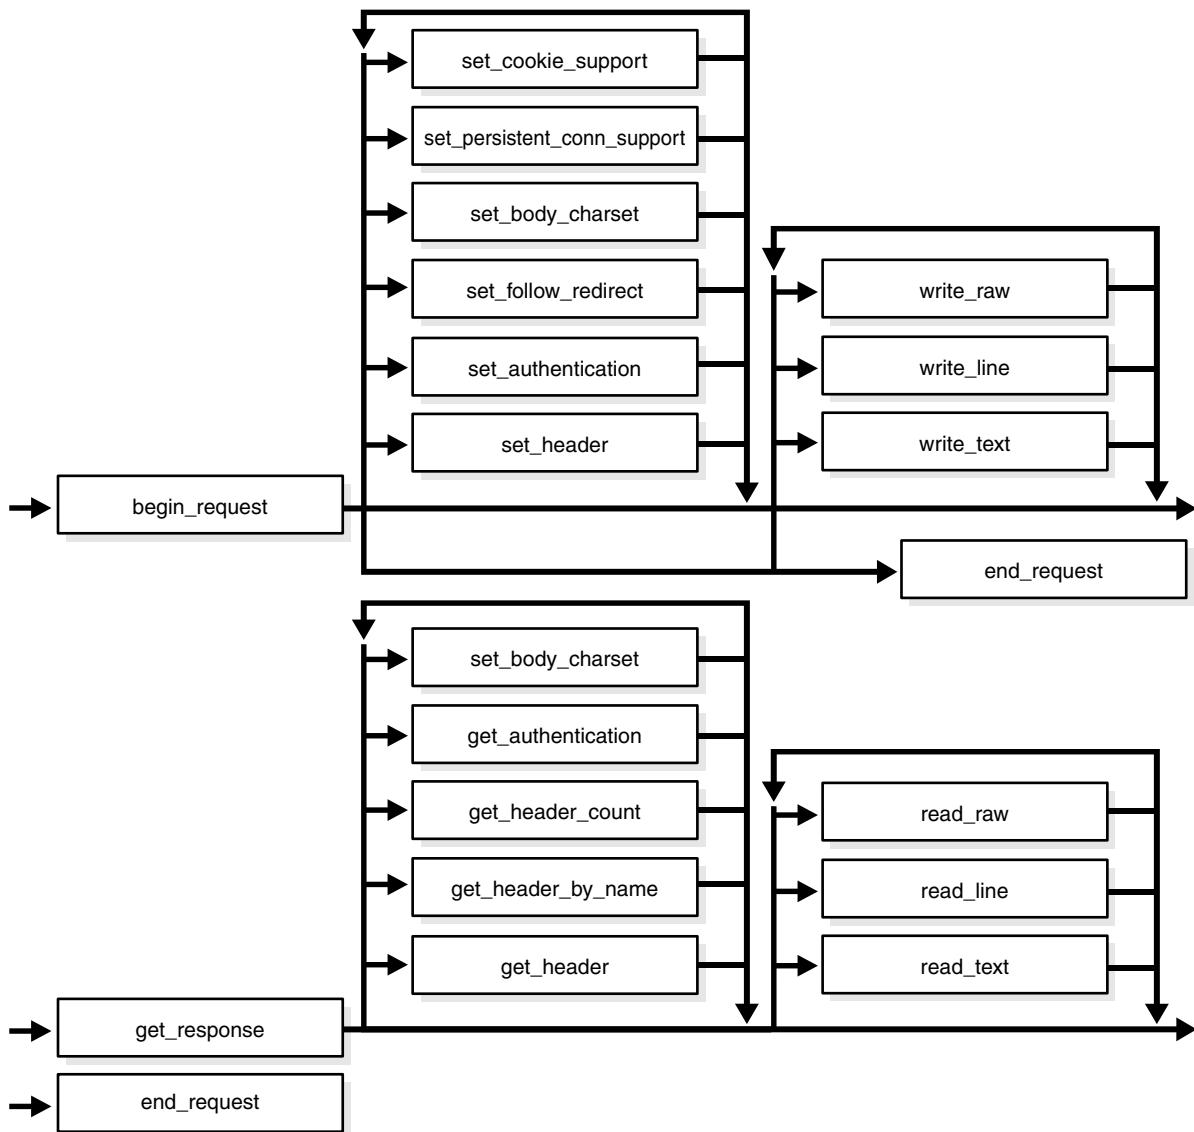 set_cookie_support
set_persistent_conn_support
set_body_charset
set_follow_redirect
set_authentication
set_header
write_raw
write_line
write_text
begin_request
end_request
set_body_charset
get_authentication
get_header_count
get_header_by_name
get_header
read_raw
read_line
read_text
get_response
end_request